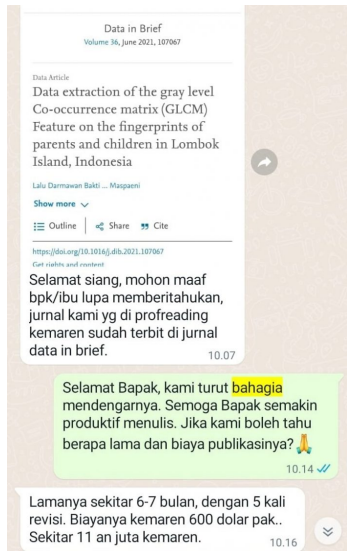 Data in Brief
Volume 36, June 2021, 107067
Data Article
Data extraction of the gray level
Co-occurrence matrix (GLCM)
Feature on the fingerprints of
parents and children in Lombok
Island, Indonesia
Lalu Darmawan Bakti ... Maspaeni
Show more
Outline
Share
Cite
https://doi.org/10.1016/j.dib.2021.107067
Get rights and content
Selamat siang, mohon maaf
bpk/ibu lupa memberitahukan,
jurnal kami yg di profreading
kemaren sudah terbit di jurnal
data in brief.
10.07
Selamat Bapak, kami turut bahagia
mendengarnya. Semoga Bapak semakin
produktif menulis. Jika kami boleh tahu
berapa lama dan biaya publikasinya?🙏
10.14
Lamanya sekitar 6-7 bulan, dengan 5 kali
revisi. Biayanya kemaren 600 dolar pak..
Sekitar 11 an juta kemaren.
10.16